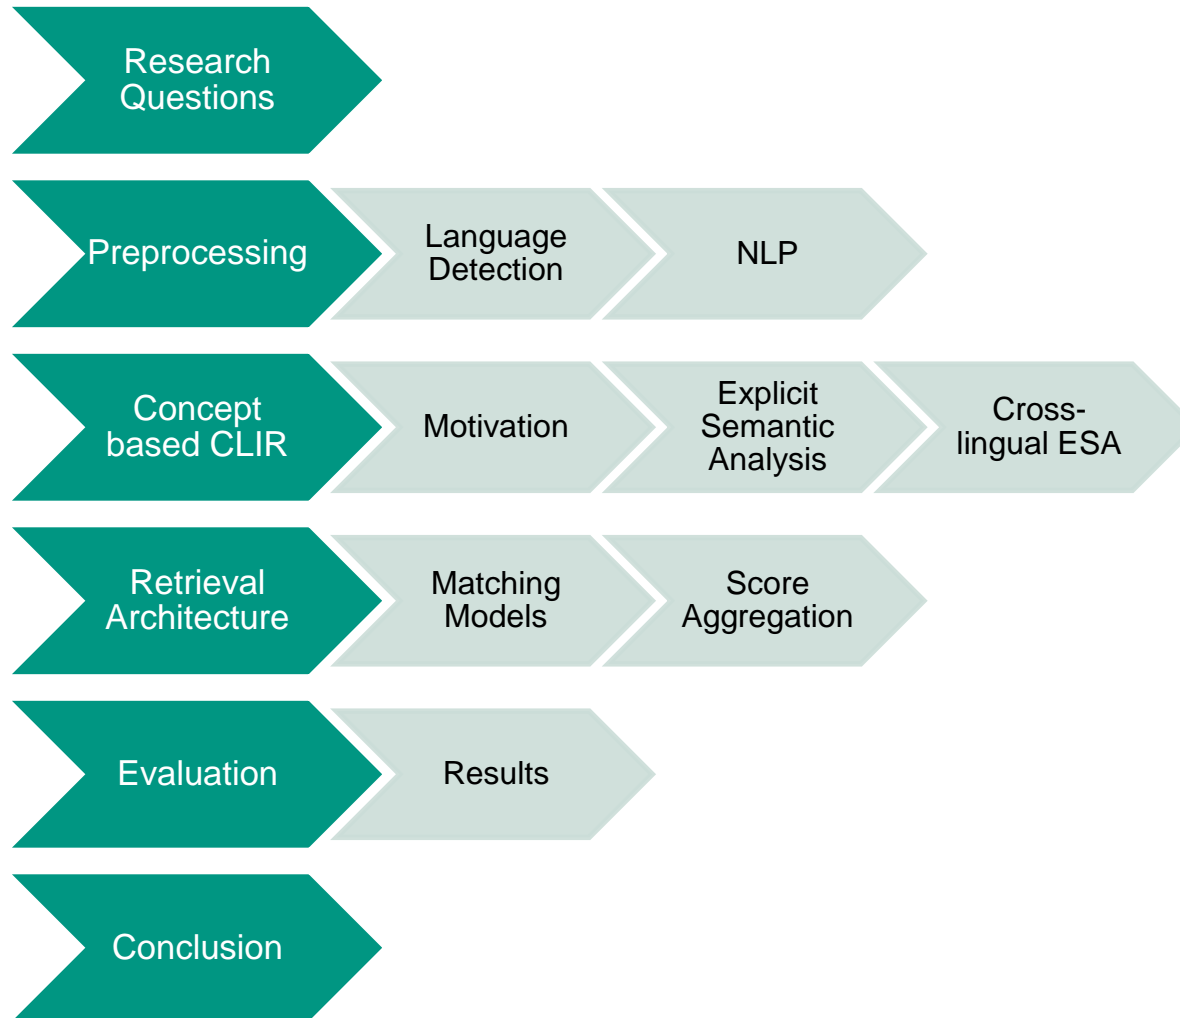 Research
Questions
Preprocessing
Language
Detection
NLP
Concept
based CLIR
Motivation
Explicit
Semantic
Analysis
Cross-
lingual ESA
Retrieval
Architecture
Matching
Models
Score
Aggregation
Evaluation
Results
Conclusion